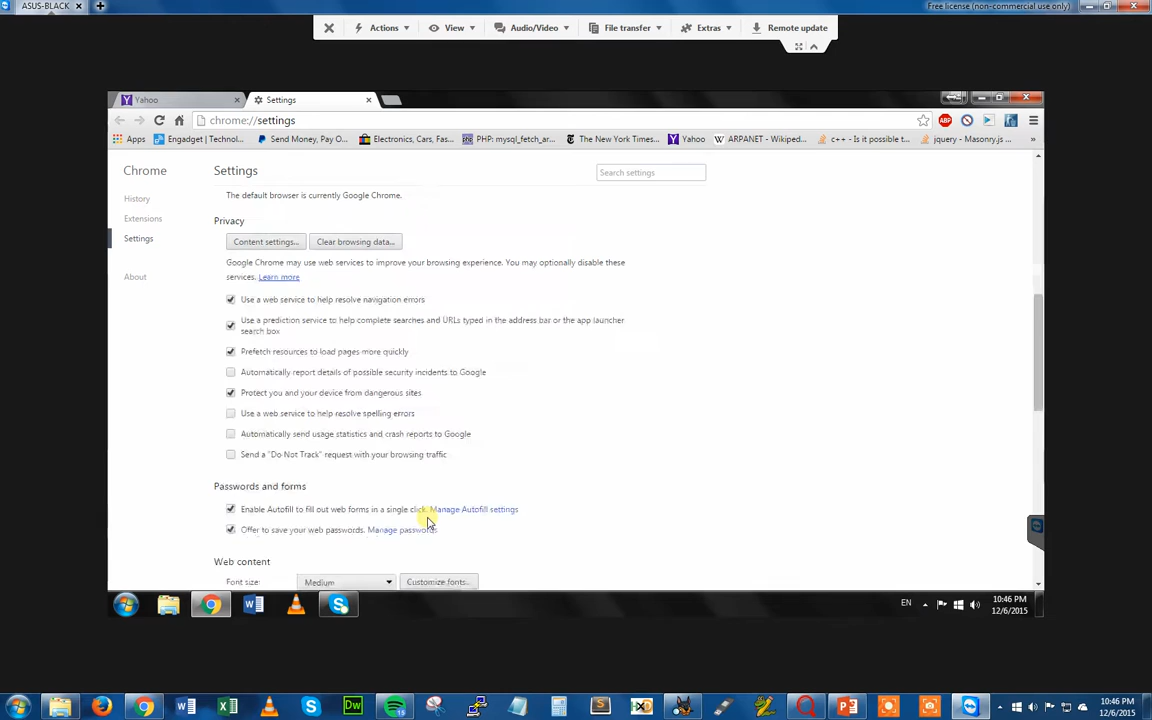 ASUS-BLACK
Free license (non-commercial use only)
Actions View Audio/Video File transfer Extras Remote update
Yahoo Settings
chrome://settings
Apps Engadget | Technol... Send Money, Pay O... Electronics, Cars, Fas... PHP: mysql_fetch_ar... The New York Times... Yahoo ARPANET - Wikiped... c++ - Is it possible t... jquery - Masonry.js...
Chrome
History
Extensions
Settings
About
Settings
Search settings
The default browser is currently Google Chrome.
Privacy
Content settings... Clear browsing data...
Google Chrome may use web services to improve your browsing experience. You may optionally disable these
services. Learn more
Use a web service to help resolve navigation errors
Use a prediction service to help complete searches and URLs typed in the address bar or the app launcher
search box
Prefetch resources to load pages more quickly
Automatically report details of possible security incidents to Google
Protect you and your device from dangerous sites
Use a web service to help resolve spelling errors
Automatically send usage statistics and crash reports to Google
Send a "Do Not Track" request with your browsing traffic
Passwords and forms
Enable Autofill to fill out web forms in a single click. Manage Autofill settings
Offer to save your web passwords. Manage passwords
Web content
Font size: Medium Customize fonts...
EN
10:46 PM
12/6/2015
10:46 PM
12/6/2015